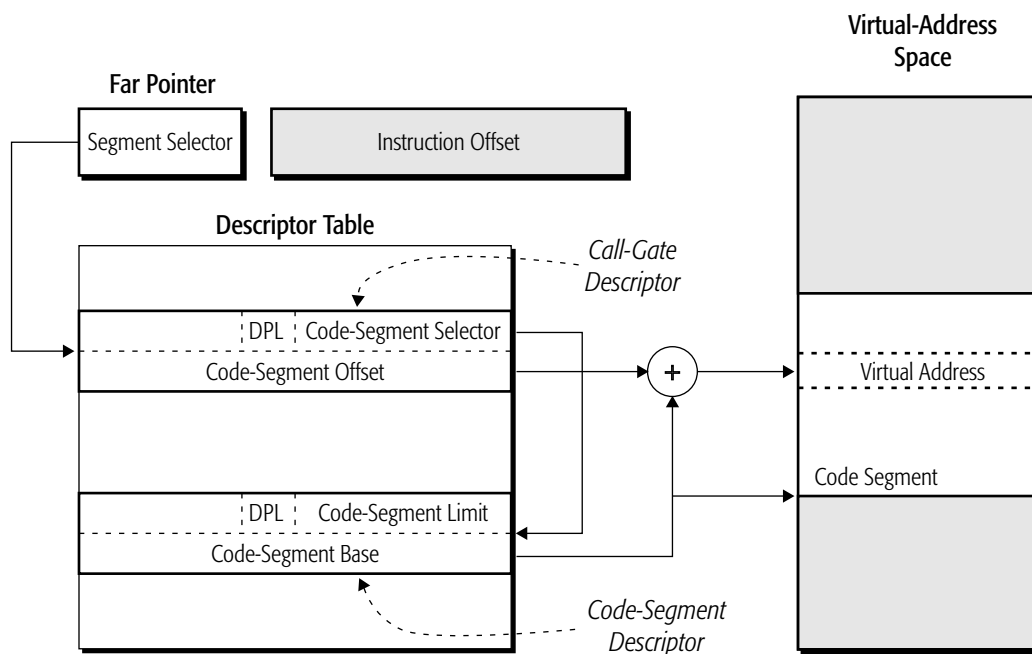 Virtual-Address
Space
Far Pointer
Segment Selector
Instruction Offset
Descriptor Table
Call-Gate
Descriptor
DPL
Code-Segment Selector
Code-Segment Offset
+
Virtual Address
Code Segment
DPL
Code-Segment Limit
Code-Segment Base
Code-Segment
Descriptor